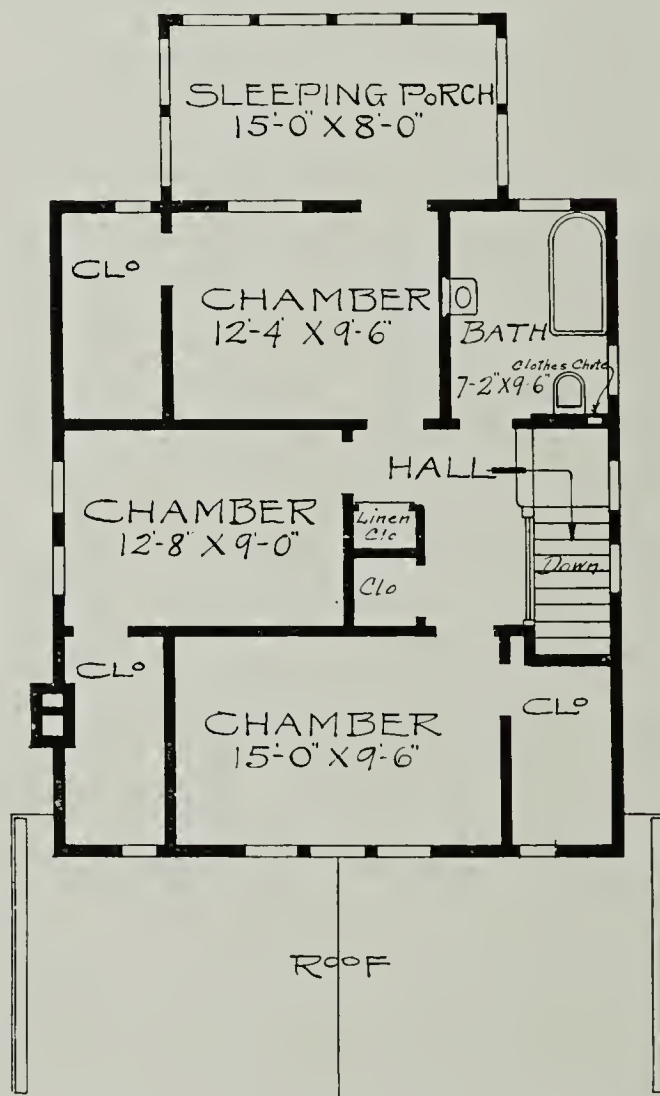 SLEEPING PORCH
15'-0" X 8'-0"
CLO
CHAMBER
12'-4' X 9'-6"
BATH
Clothes Chute
7'-2" X 9'-6"
HALL
CHAMBER
12'-8" X 9'-0"
Linen
Clo
Clo
Down
CLO
CHAMBER
15'-0" X 9'-6"
CLO
ROOF